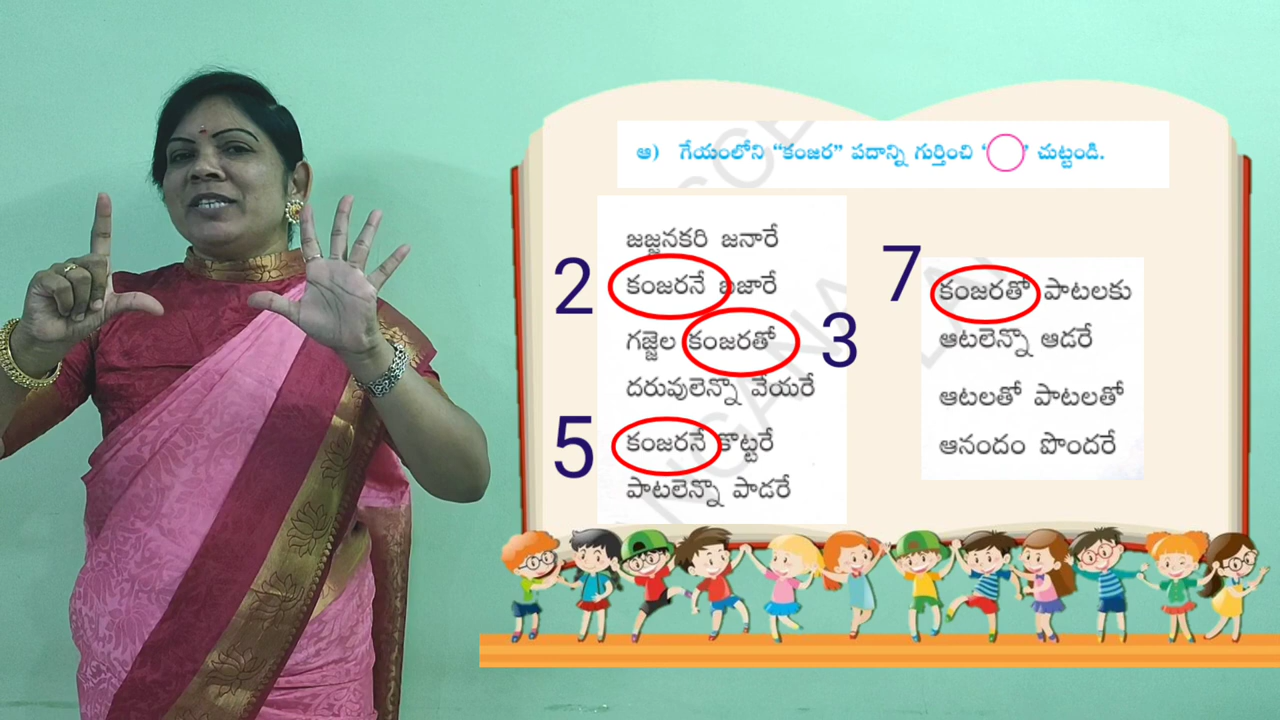 ఆ) గేయంలోని “కంజర” పదాన్ని గుర్తించి ‘ ’ చుట్టండి.
జజ్జనకరి జనారే
2 కంజరనే బజారే
గజ్జెల కంజరతో 3
దరువులెన్నొ వేయరే
5 కంజరనే కొట్టరే
పాటలెన్నొ పాడరే
7 కంజరతో పాటలకు
ఆటలెన్నొ ఆడరే
ఆటలతో పాటలతో
ఆనందం పొందరే